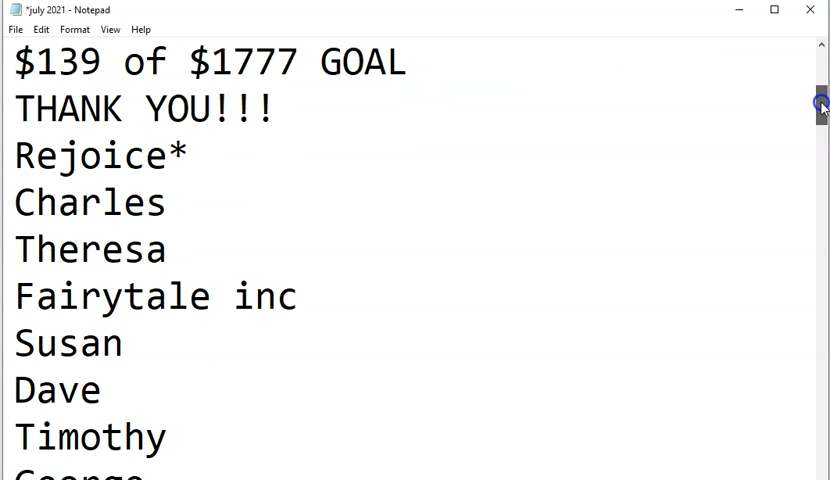 *july 2021 - Notepad
File Edit Format View Help
$139 of $1777 GOAL
THANK YOU!!!
Rejoice*
Charles
Theresa
Fairytale inc
Susan
Dave
Timothy
George